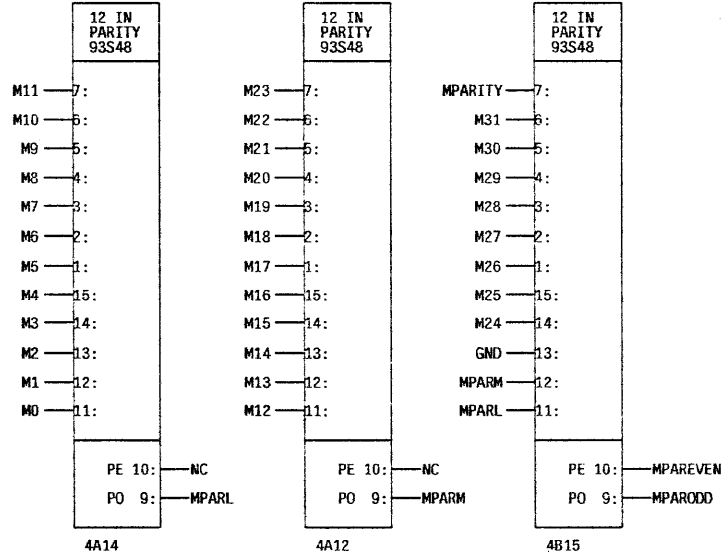 12 IN PARITY 93S48
M11 7:
M10 6:
M9 5:
M8 4:
M7 3:
M6 2:
M5 1:
M4 15:
M3 14:
M2 13:
M1 12:
M0 11:
PE 10: NC
PO 9: MPARL
4A14
12 IN PARITY 93S48
M23 7:
M22 6:
M21 5:
M20 4:
M19 3:
M18 2:
M17 1:
M16 15:
M15 14:
M14 13:
M13 12:
M12 11:
PE 10: NC
PO 9: MPARM
4A12
12 IN PARITY 93S48
MPARITY 7:
M31 6:
M30 5:
M29 4:
M28 3:
M27 2:
M26 1:
M25 15:
M24 14:
GND 13:
MPARM 12:
MPARL 11:
PE 10: MPAREVEN
PO 9: MPARODD
4B15